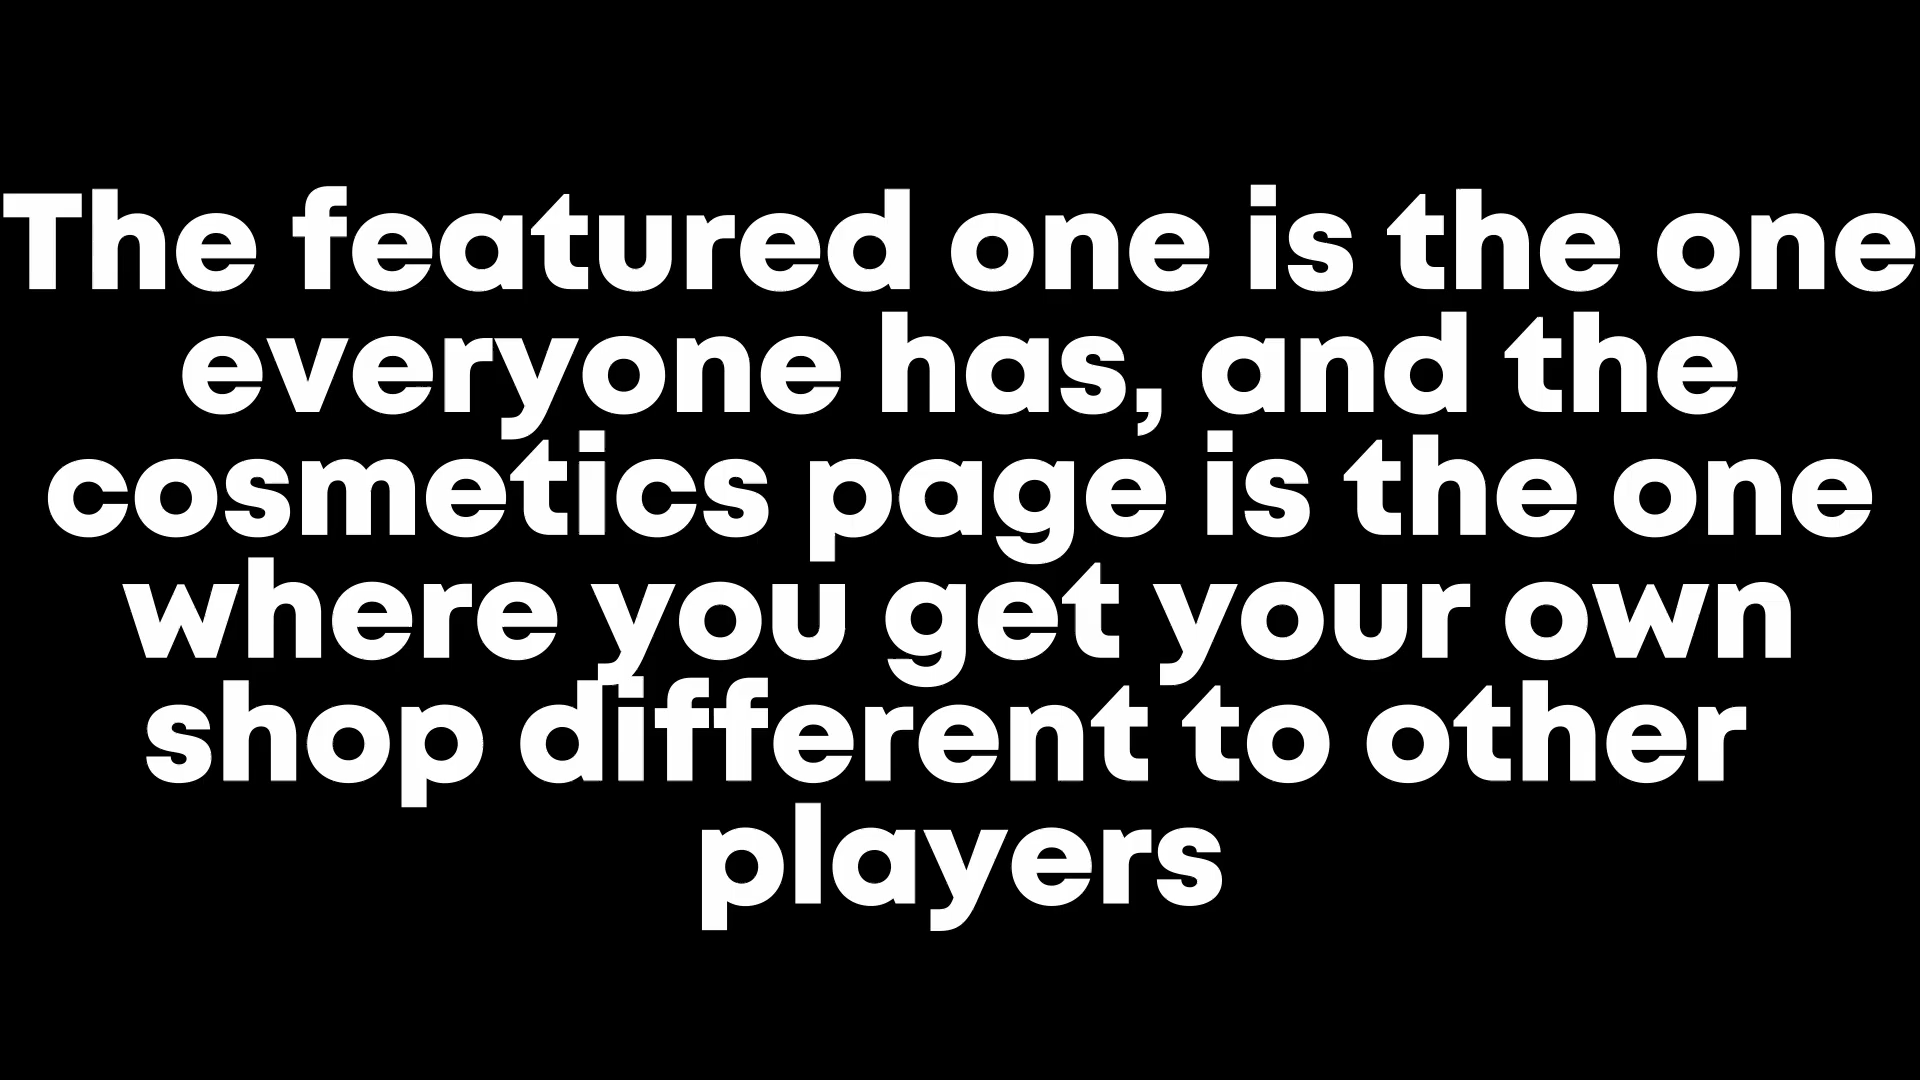 The featured one is the one
everyone has, and the
cosmetics page is the one
where you get your own
shop different to other
players